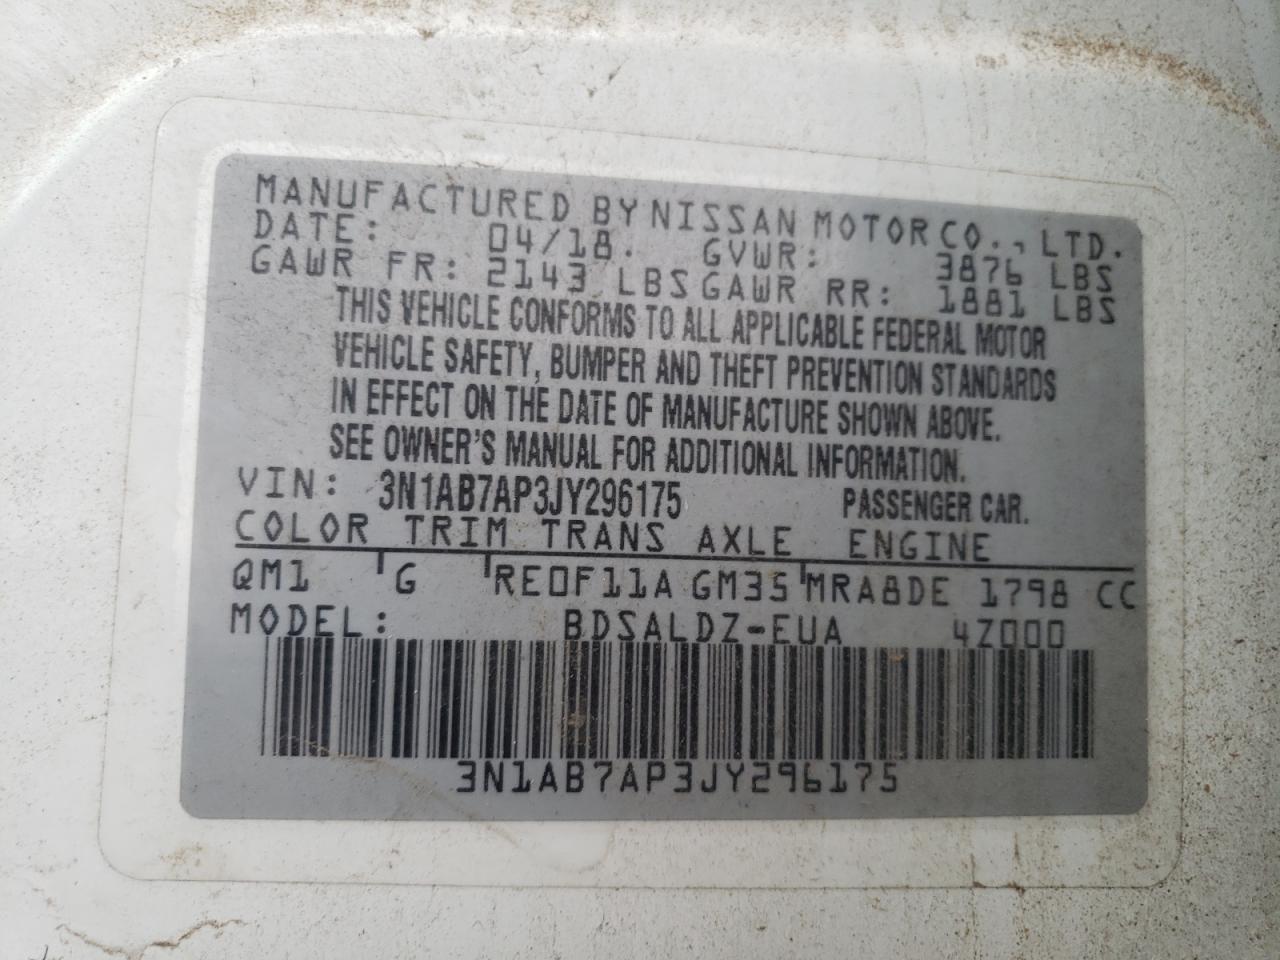 MANUFACTURED BY NISSAN MOTOR CO., LTD.
DATE: 04/18. GVWR: 3876 LBS
GAWR FR: 2143 LBS GAWR RR: 1881 LBS
THIS VEHICLE CONFORMS TO ALL APPLICABLE FEDERAL MOTOR
VEHICLE SAFETY, BUMPER AND THEFT PREVENTION STANDARDS
IN EFFECT ON THE DATE OF MANUFACTURE SHOWN ABOVE.
SEE OWNER'S MANUAL FOR ADDITIONAL INFORMATION.
VIN: 3N1AB7AP3JY296175 PASSENGER CAR.
COLOR TRIM TRANS AXLE ENGINE
QM1 G RE0F11A GM35 MRA8DE 1798 CC
MODEL: BDSALDZ-EUA 4Z000
3N1AB7AP3JY296175